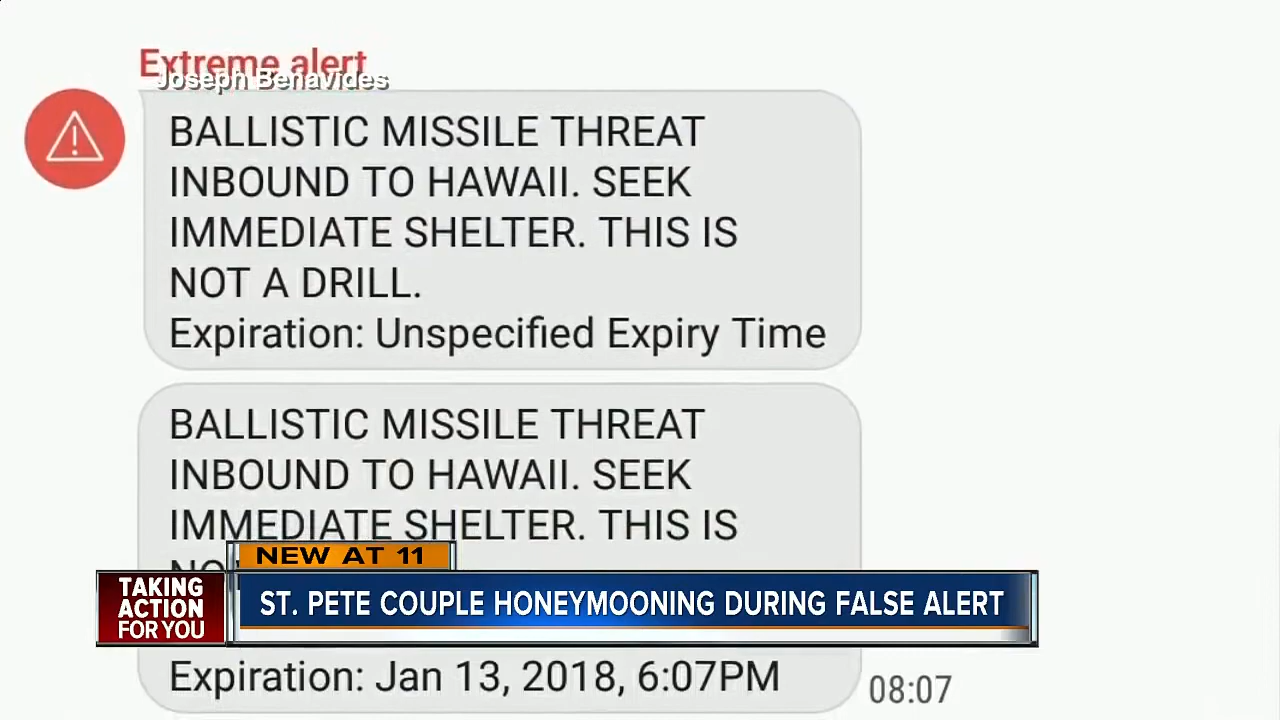 Extreme alert
Joseph Benavides
BALLISTIC MISSILE THREAT
INBOUND TO HAWAII. SEEK
IMMEDIATE SHELTER. THIS IS
NOT A DRILL.
Expiration: Unspecified Expiry Time
BALLISTIC MISSILE THREAT
INBOUND TO HAWAII. SEEK
IMMEDIATE SHELTER. THIS IS
NEW AT 11
TAKING
ACTION
FOR YOU
ST. PETE COUPLE HONEYMOONING DURING FALSE ALERT
Expiration: Jan 13, 2018, 6:07PM
08:07